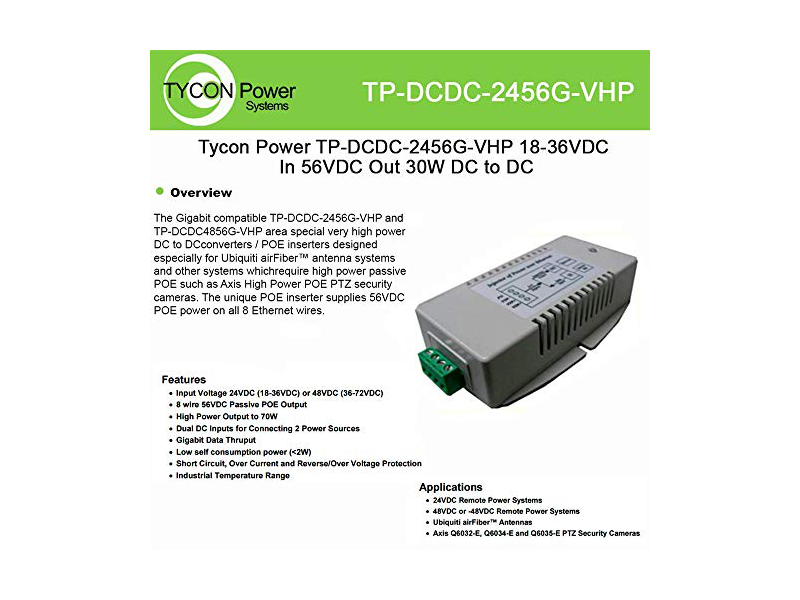 TYCON Power
Systems
TP-DCDC-2456G-VHP
Tycon Power TP-DCDC-2456G-VHP 18-36VDC
In 56VDC Out 30W DC to DC
Overview
The Gigabit compatible TP-DCDC-2456G-VHP and
TP-DCDC4856G-VHP area special very high power
DC to DCconverters / POE inserters designed
especially for Ubiquiti airFiber™ antenna systems
and other systems whichrequire high power passive
POE such as Axis High Power POE PTZ security
cameras. The unique POE inserter supplies 56VDC
POE power on all 8 Ethernet wires.
Features
• Input Voltage 24VDC (18-36VDC) or 48VDC (36-72VDC)
• 8 wire 56VDC Passive POE Output
• High Power Output to 70W
• Dual DC Inputs for Connecting 2 Power Sources
• Gigabit Data Thruput
• Low self consumption power (<2W)
• Short Circuit, Over Current and Reverse/Over Voltage Protection
• Industrial Temperature Range
Applications
• 24VDC Remote Power Systems
• 48VDC or -48VDC Remote Power Systems
• Ubiquiti airFiber™ Antennas
• Axis Q6032-E, Q6034-E and Q6035-E PTZ Security Cameras